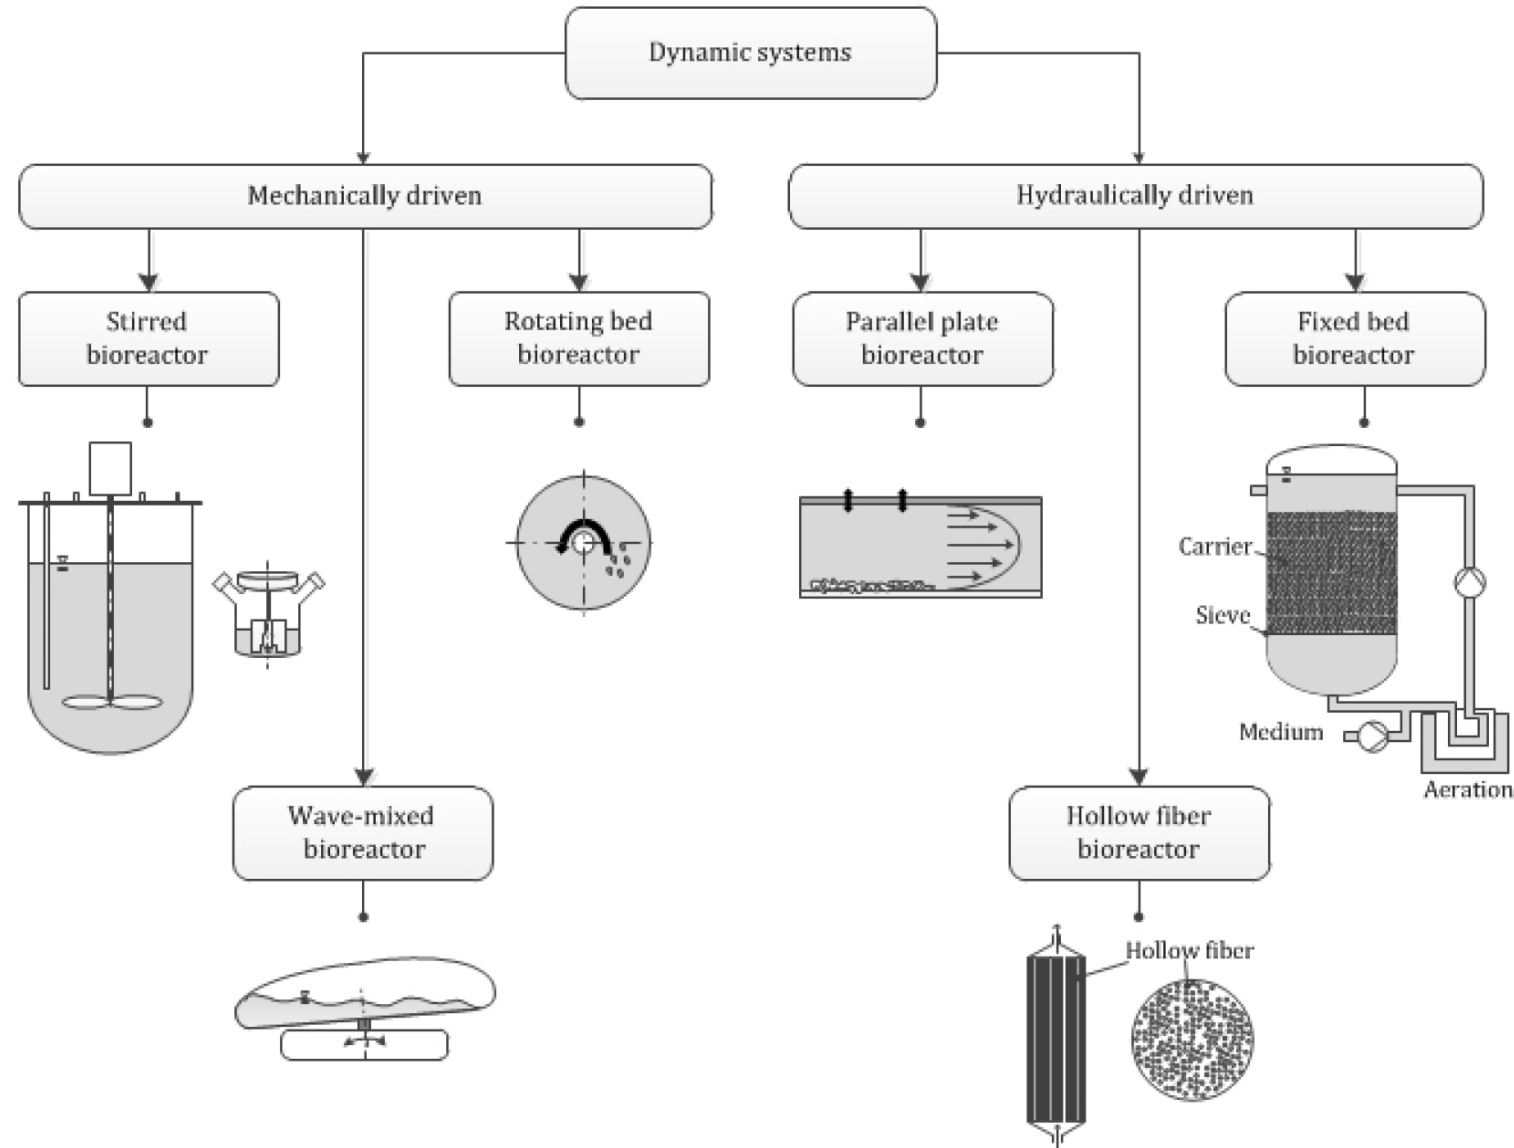 Dynamic systems
Mechanically driven
Hydraulically driven
Stirred
bioreactor
Rotating bed
bioreactor
Parallel plate
bioreactor
Fixed bed
bioreactor
Carrier
Sieve
Medium
Aeration
Wave-mixed
bioreactor
Hollow fiber
bioreactor
Hollow fiber